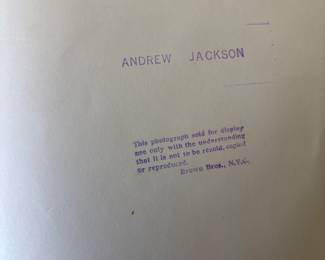 ANDREW JACKSON
This photograph sold for display
use only with the understanding
that it is not to be resold, copied
or reproduced.
Brown Bros., N.Y.C.